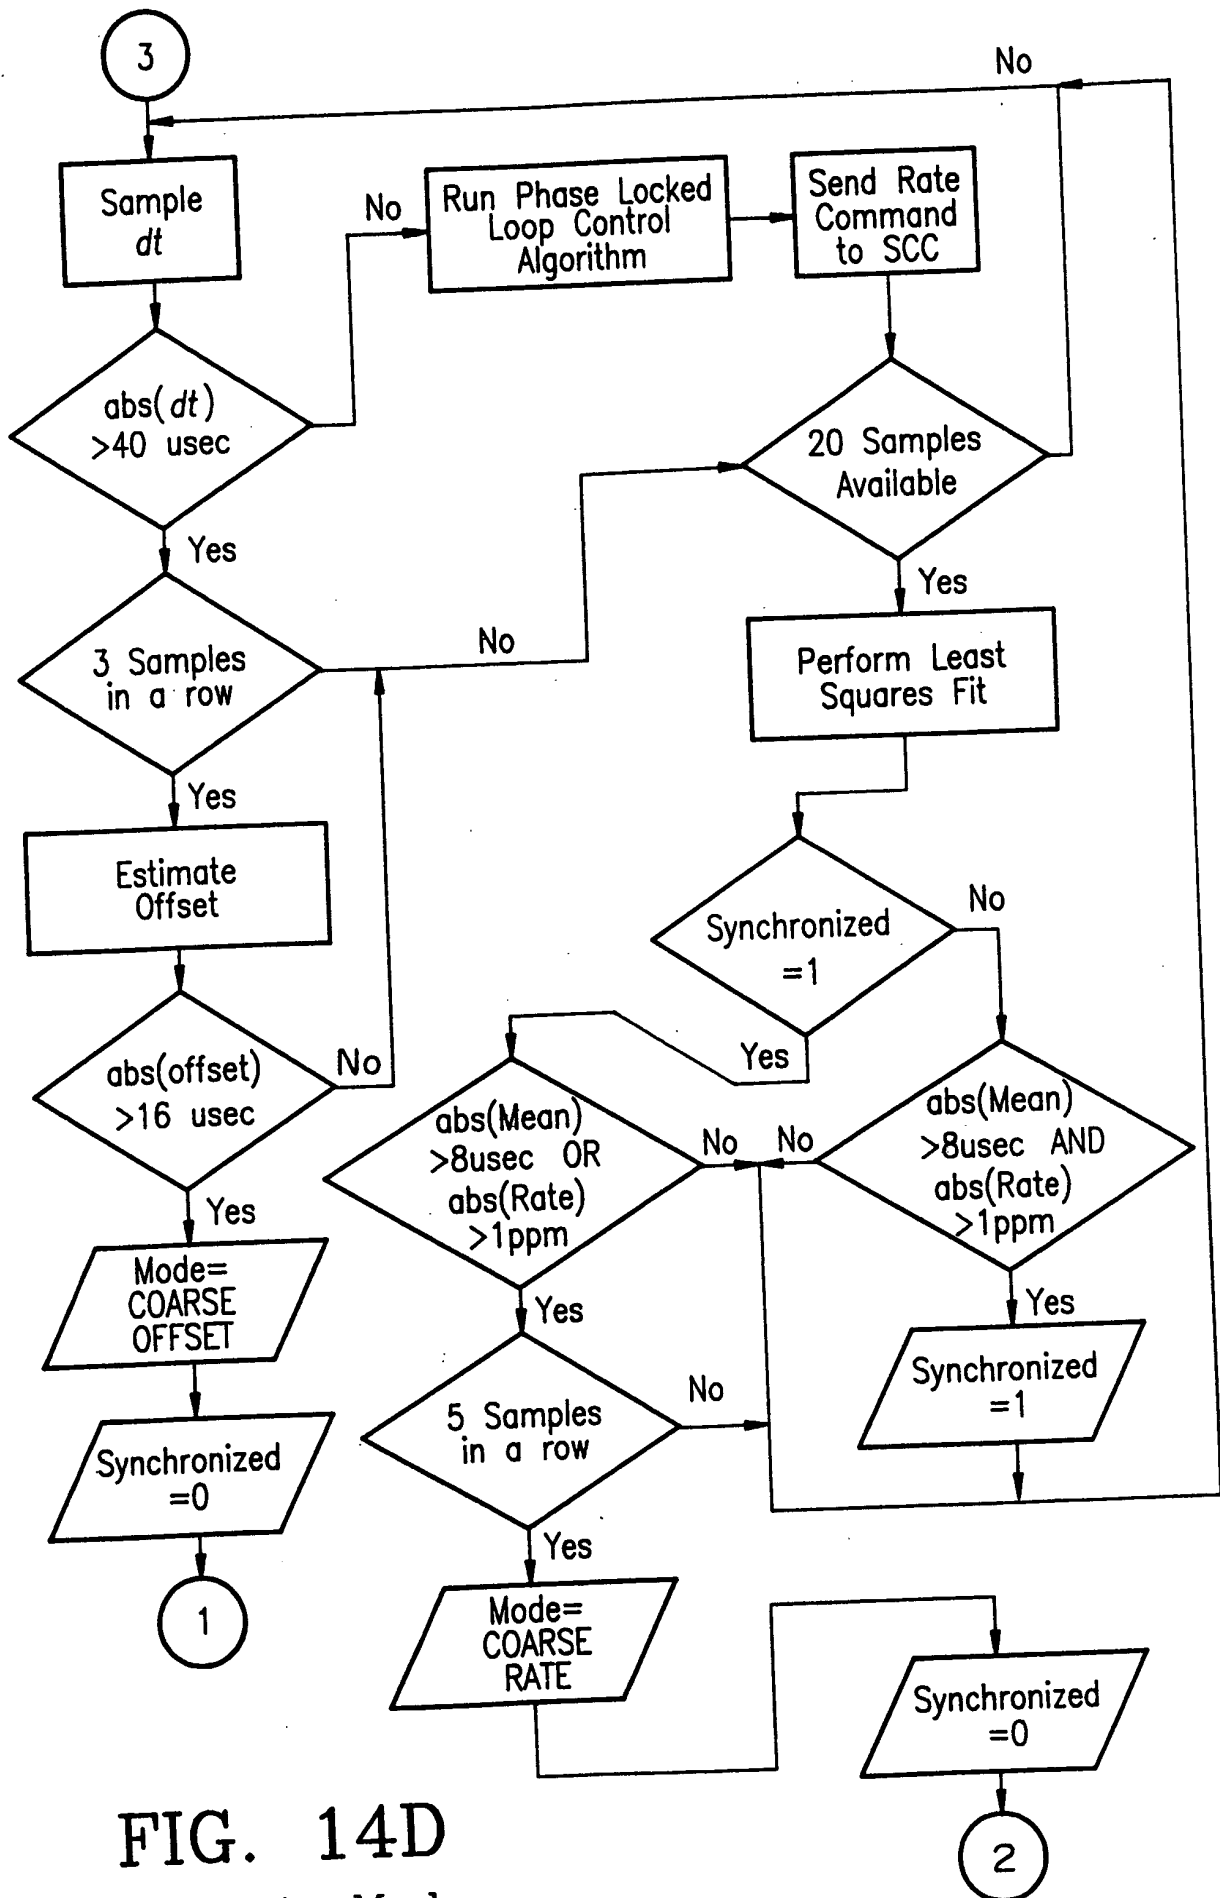 3
No
Sample
dt
No
Run Phase Locked
Loop Control
Algorithm
Send Rate
Command
to SCC
abs(dt)
>40 usec
20 Samples
Available
Yes
Yes
3 Samples
in a row
No
Perform Least
Squares Fit
Yes
Estimate
Offset
Synchronized
=1
No
abs(offset)
>16 usec
No
Yes
abs(Mean)
>8usec OR
abs(Rate)
>1ppm
No
No
abs(Mean)
>8usec AND
abs(Rate)
>1ppm
Yes
Mode=
COARSE
OFFSET
Yes
Yes
Synchronized
=1
Synchronized
=0
5 Samples
in a row
No
Yes
1
Mode=
COARSE
RATE
Synchronized
=0
2
FIG. 14D